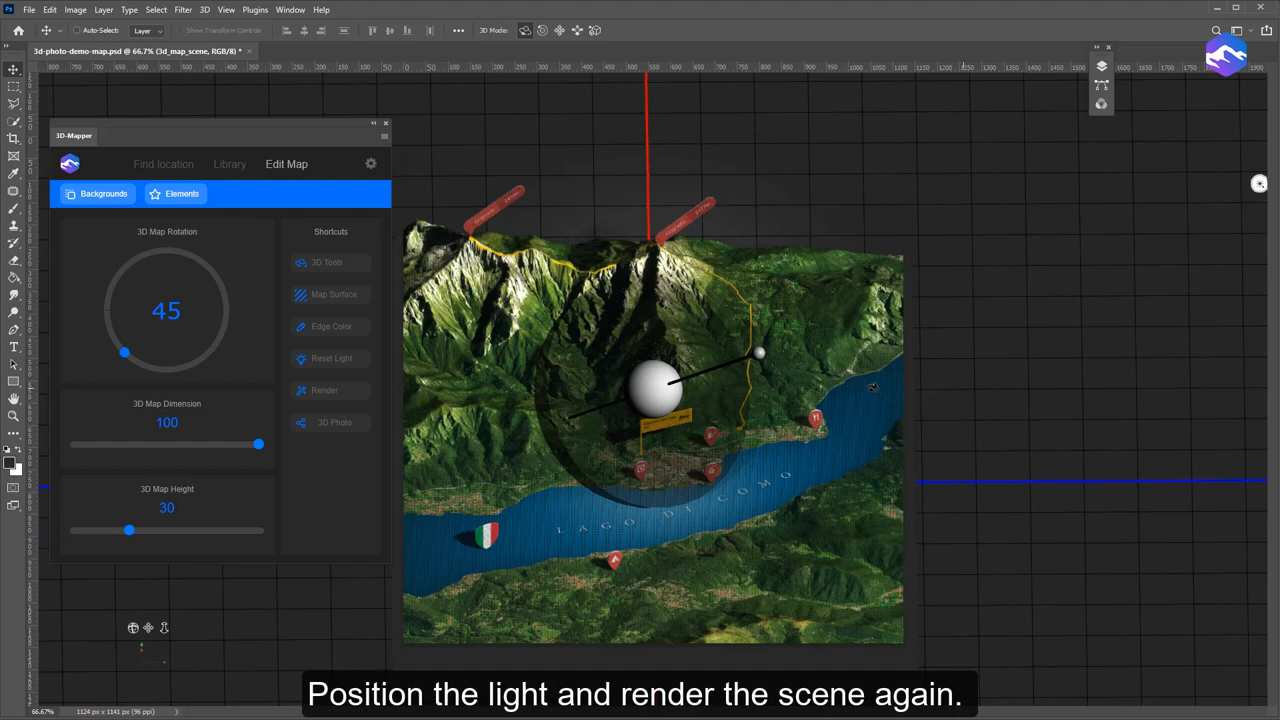 Ps File Edit Image Layer Type Select Filter 3D View Plugins Window Help
Auto-Select: Layer Show Transform Controls 3D Mode:
3d-photo-demo-map.psd @ 66.7% (3d_map_scene, RGB/8) *
3D-Mapper
Find location Library Edit Map
Backgrounds Elements
3D Map Rotation
45
3D Map Dimension
100
3D Map Height
30
Shortcuts
3D Tools
Map Surface
Edge Color
Reset Light
Render
3D Photo
LAGO DI COMO
66.67% 1124 px x 1141 px (96 ppi)
Position the light and render the scene again.